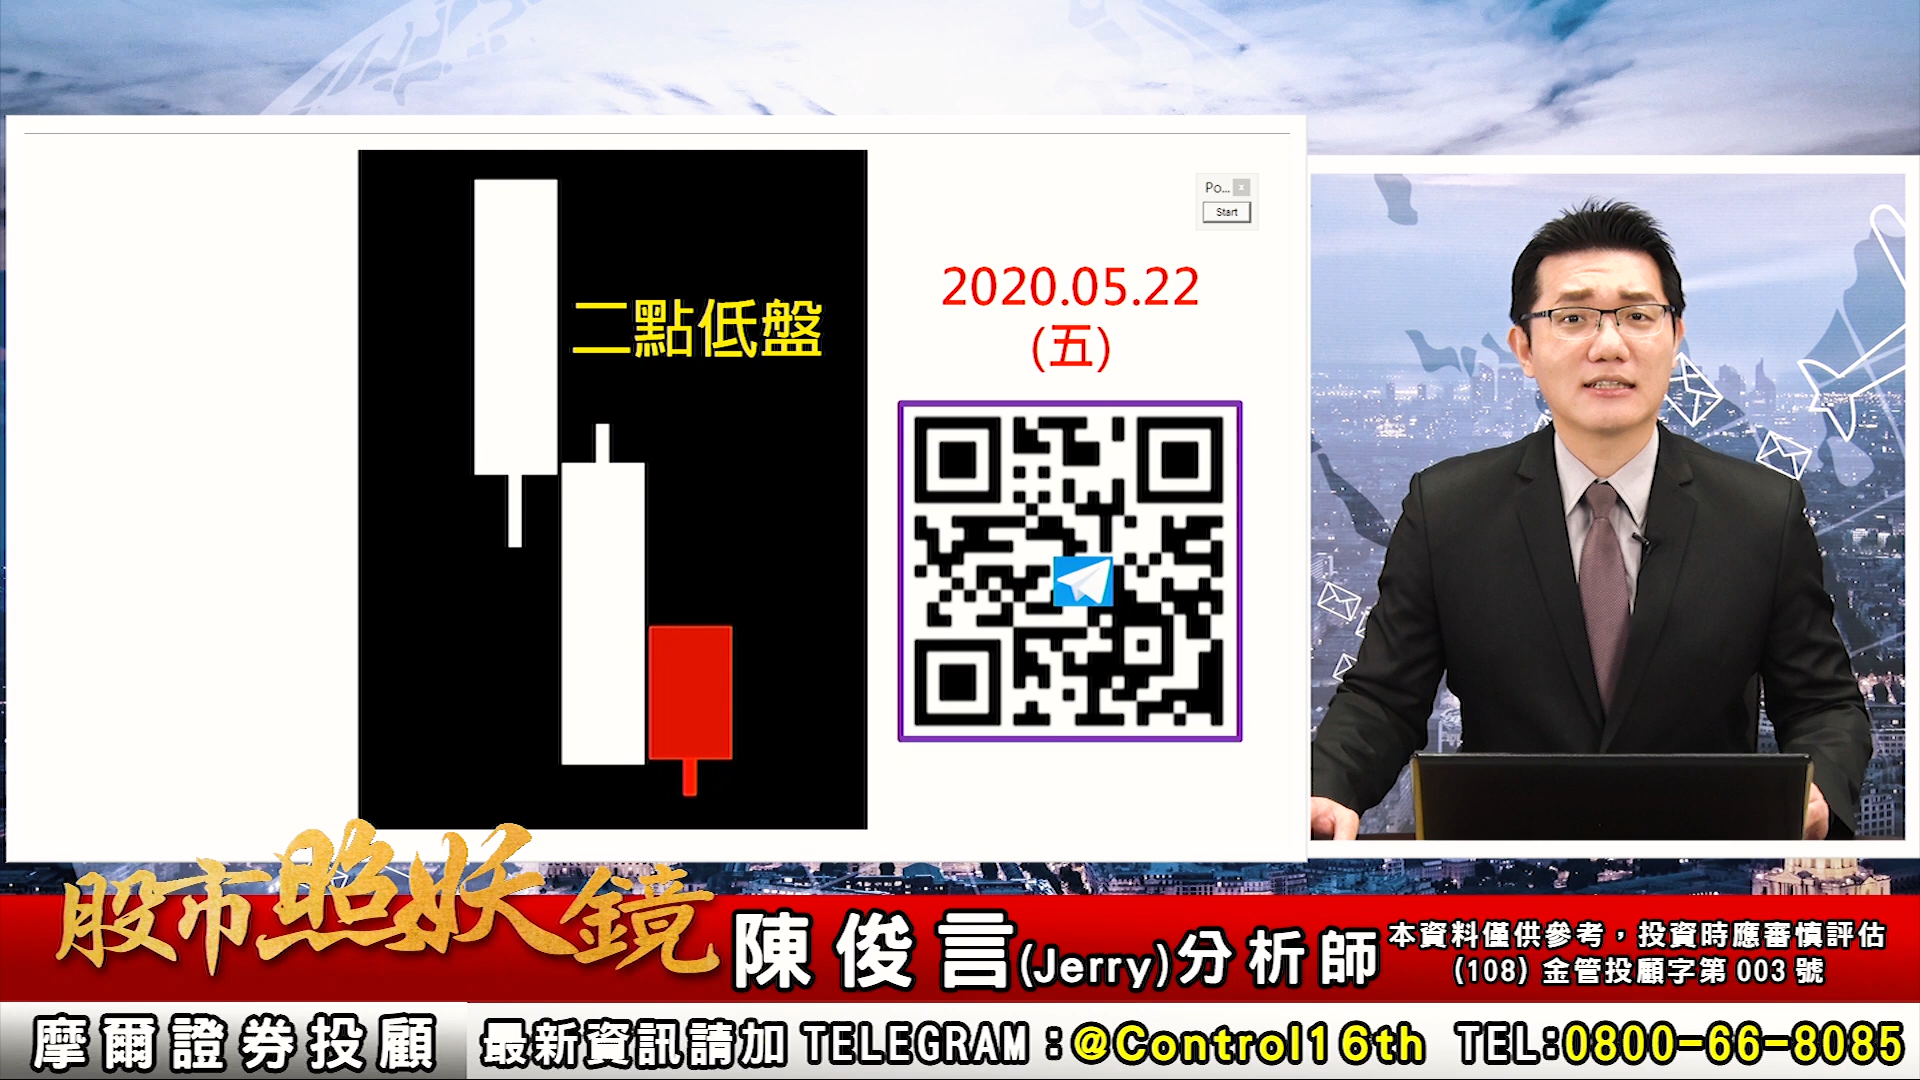 Po...
x
Start
二點低盤
2020.05.22
(五)
股市照妖鏡
陳俊言(Jerry)分析師
本資料僅供參考，投資時應審慎評估
(108) 金管投顧字第 003 號
摩爾證券投顧
最新資訊請加 TELEGRAM：@Control16th TEL:0800-66-8085